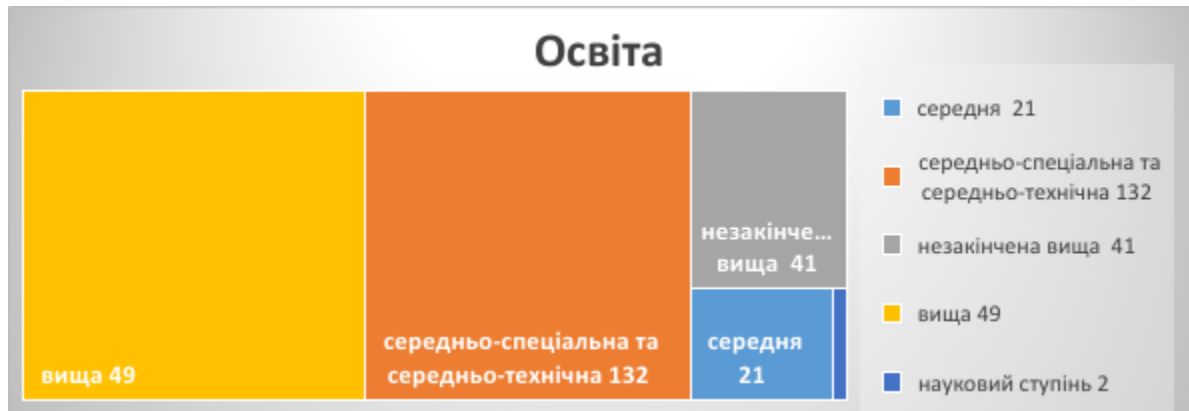 Освіта
незакінче...
вища 41
середньо-спеціальна та
середньо-технічна 132
середня
21
вища 49
середня 21
середньо-спеціальна та
середньо-технічна 132
незакінчена вища 41
вища 49
науковий ступінь 2